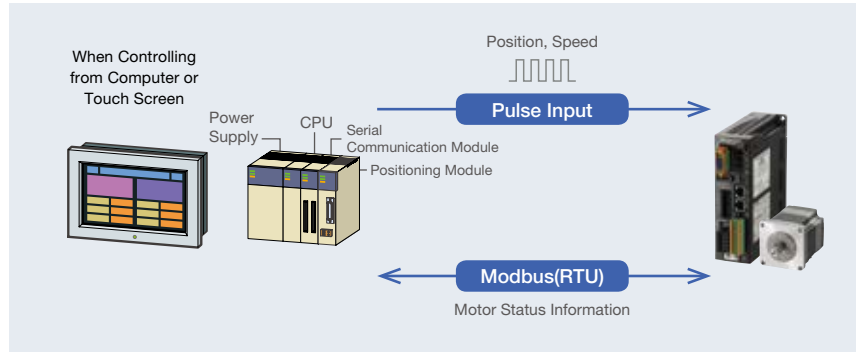 When Controlling
from Computer or
Touch Screen
Position, Speed
Pulse Input
Power
Supply
CPU
Serial
Communication Module
Positioning Module
Modbus(RTU)
Motor Status Information